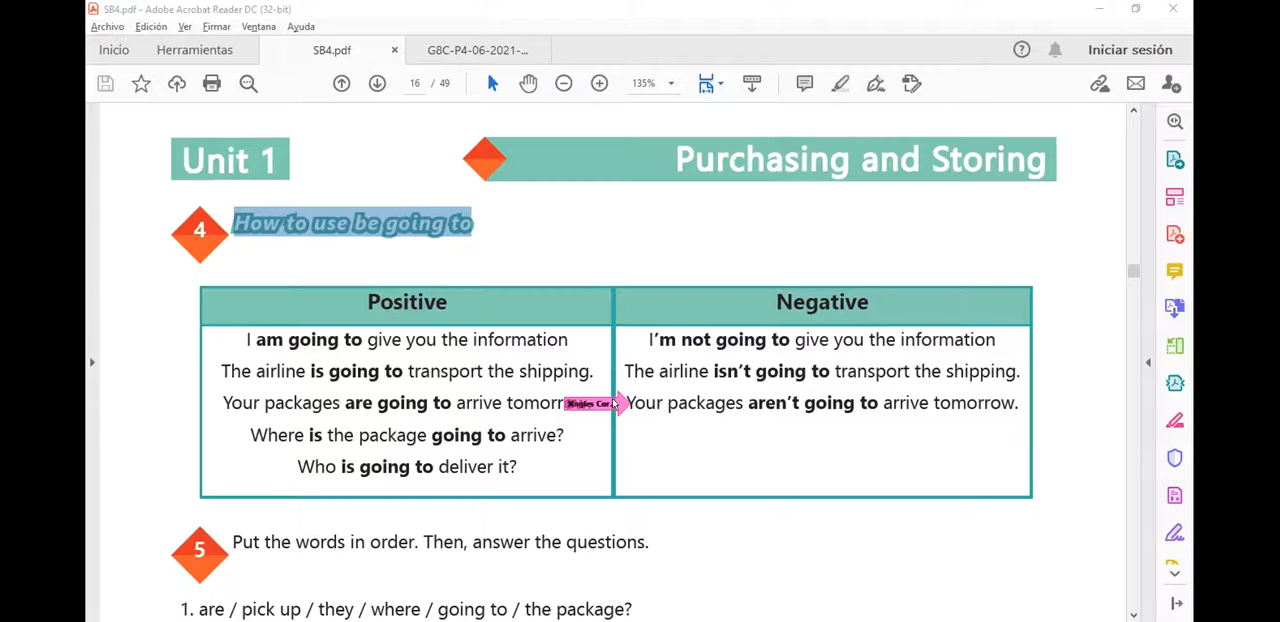 SB4.pdf - Adobe Acrobat Reader DC (32-bit)
Archivo Edición Ver Firmar Ventana Ayuda
Inicio Herramientas SB4.pdf × G8C-P4-06-2021-... Iniciar sesión
16 / 49 135%
Unit 1 Purchasing and Storing
4 How to use be going to
Positive Negative
I am going to give you the information I'm not going to give you the information
The airline is going to transport the shipping. The airline isn't going to transport the shipping.
Your packages are going to arrive tomorr Your packages aren't going to arrive tomorrow.
Where is the package going to arrive?
Who is going to deliver it?
5 Put the words in order. Then, answer the questions.
1. are / pick up / they / where / going to / the package?